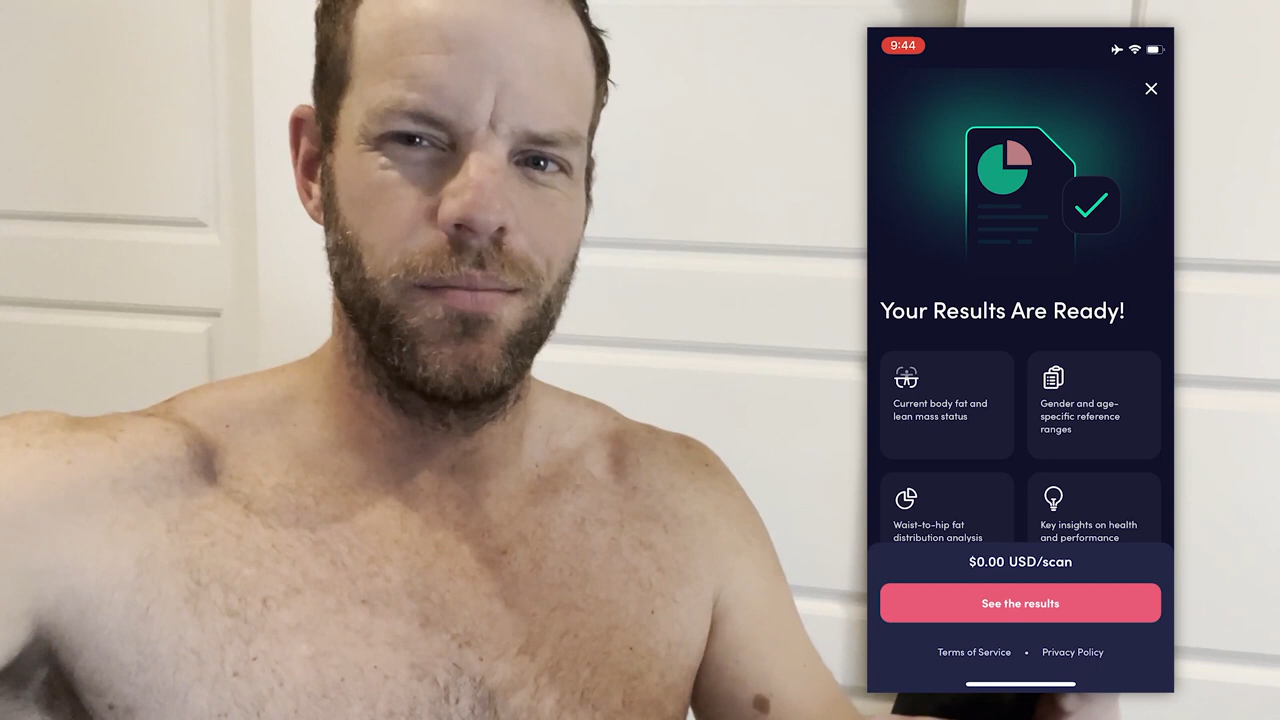 9:44
Your Results Are Ready!
Current body fat and
lean mass status
Gender and age-
specific reference
ranges
Waist-to-hip fat
distribution analysis
Key insights on health
and performance
$0.00 USD/scan
See the results
Terms of Service • Privacy Policy